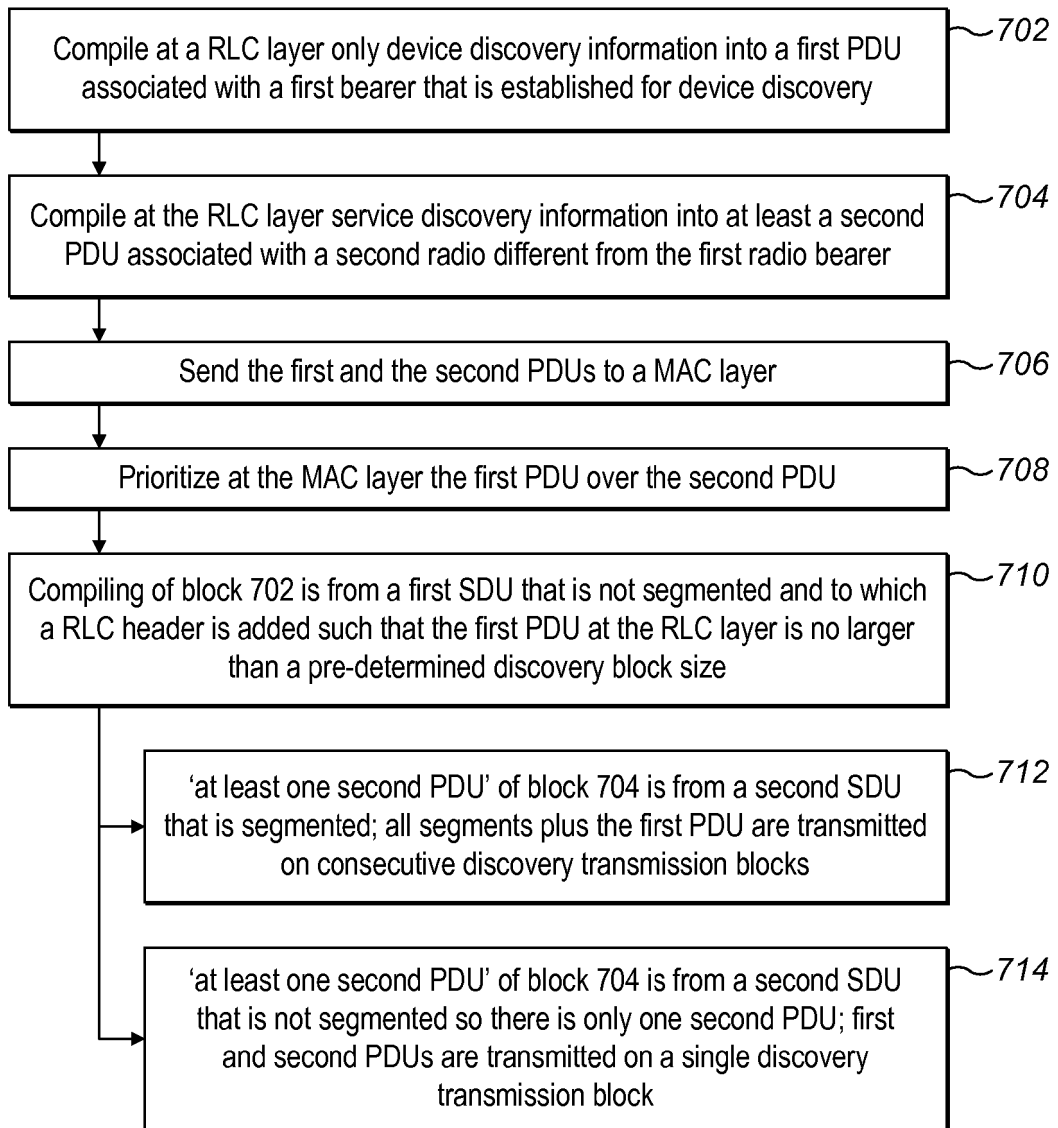 Compile at a RLC layer only device discovery information into a first PDU
associated with a first bearer that is established for device discovery
702
Compile at the RLC layer service discovery information into at least a second
PDU associated with a second radio different from the first radio bearer
704
Send the first and the second PDUs to a MAC layer
706
Prioritize at the MAC layer the first PDU over the second PDU
708
Compiling of block 702 is from a first SDU that is not segmented and to which
a RLC header is added such that the first PDU at the RLC layer is no larger
than a pre-determined discovery block size
710
‘at least one second PDU’ of block 704 is from a second SDU
that is segmented; all segments plus the first PDU are transmitted
on consecutive discovery transmission blocks
712
‘at least one second PDU’ of block 704 is from a second SDU
that is not segmented so there is only one second PDU; first
and second PDUs are transmitted on a single discovery
transmission block
714